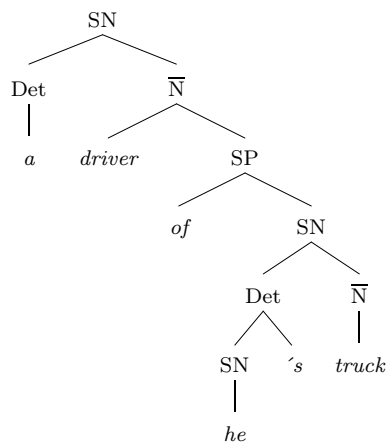 SN
Det N̅
a driver SP
of SN
Det N̅
SN ´s truck
he